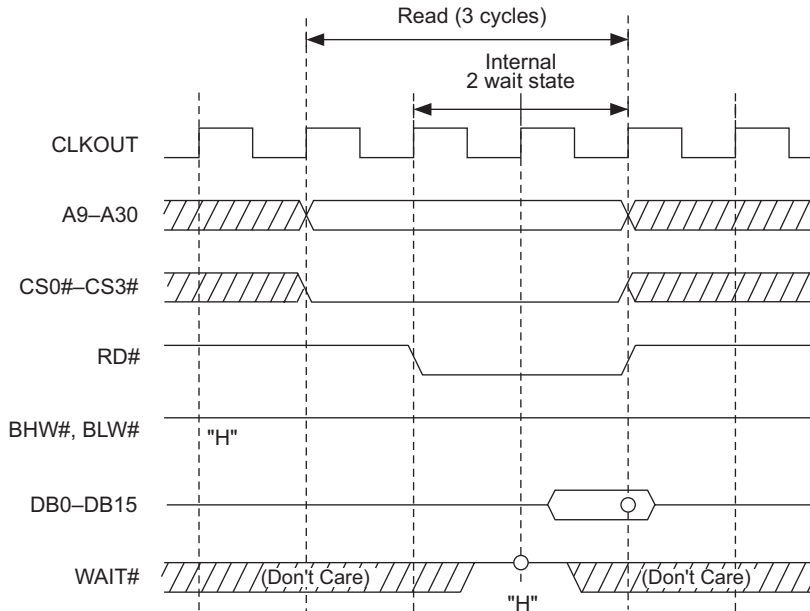 Read (3 cycles)
Internal
2 wait state
CLKOUT
A9–A30
CS0#–CS3#
RD#
BHW#, BLW#
"H"
DB0–DB15
WAIT#
(Don't Care)
(Don't Care)
"H"